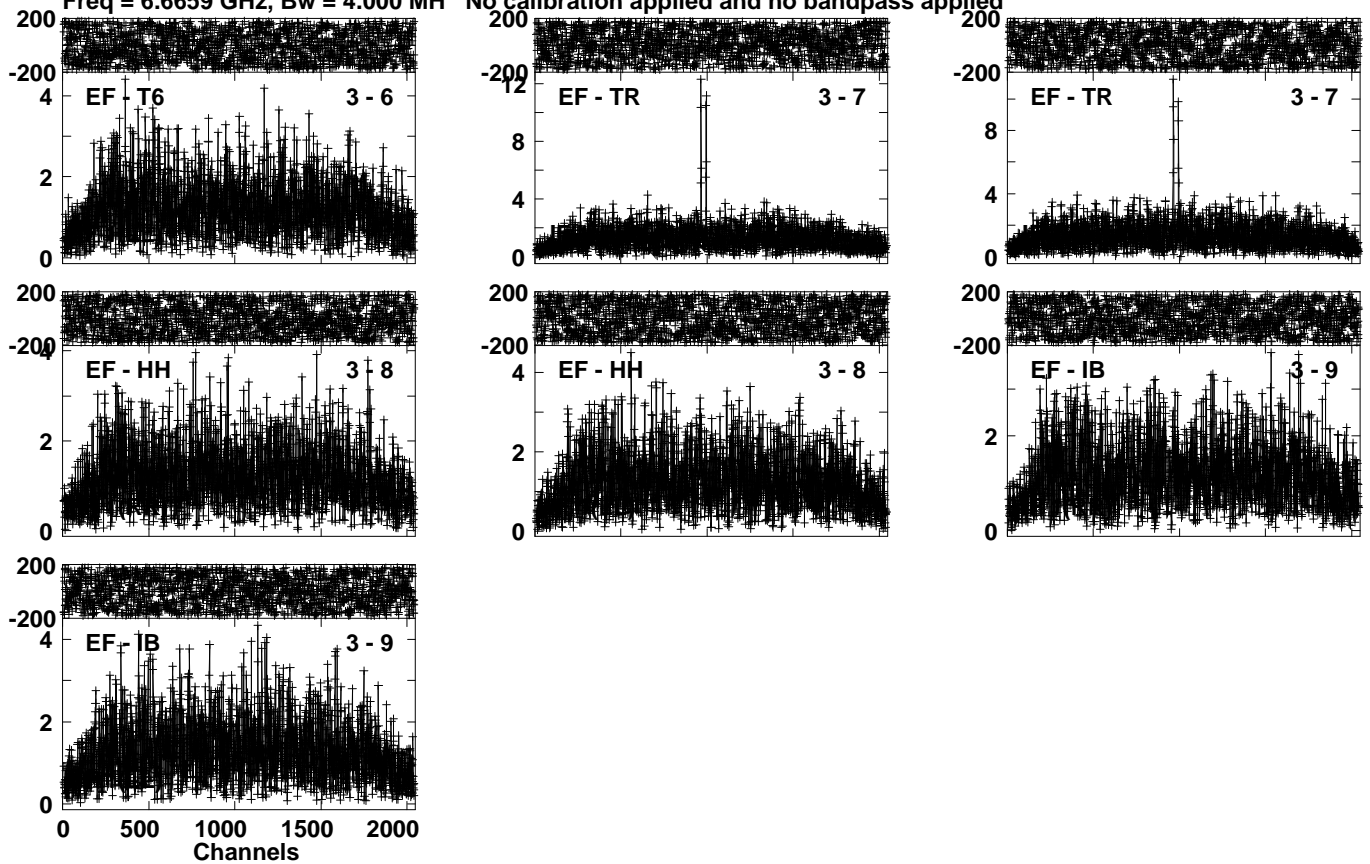 Freq = 6.6659 GHz, Bw = 4.000 MH No calibration applied and no bandpass applied
200 200 200
-200 -200 -200
EF - T6 3 - 6 EF - TR 3 - 7 EF - TR 3 - 7
4 12
8 8
2 4 4
0 0 0
200 200 200
-200 -200 -200
EF - HH 3 - 8 EF - HH 3 - 8 EF - IB 3 - 9
4 4
2 2 2
0 0 0
200
-200
EF - IB 3 - 9
4
2
0
0 500 1000 1500 2000
Channels